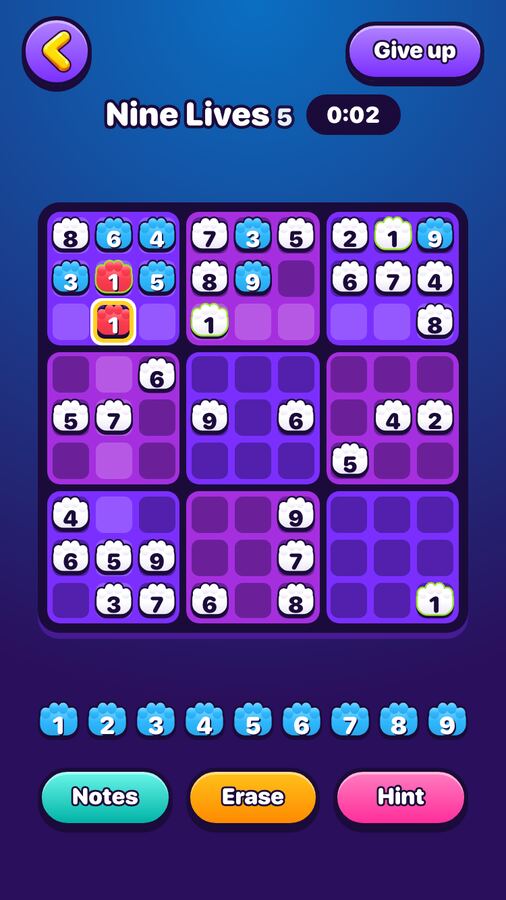 Give up
Nine Lives 5 0:02
8 6 4 7 3 5 2 1 9
3 1 5 8 9 6 7 4
1 1 8
6
5 7 9 6 4 2
5
4 9
6 5 9 7
3 7 6 8 1
1 2 3 4 5 6 7 8 9
Notes Erase Hint